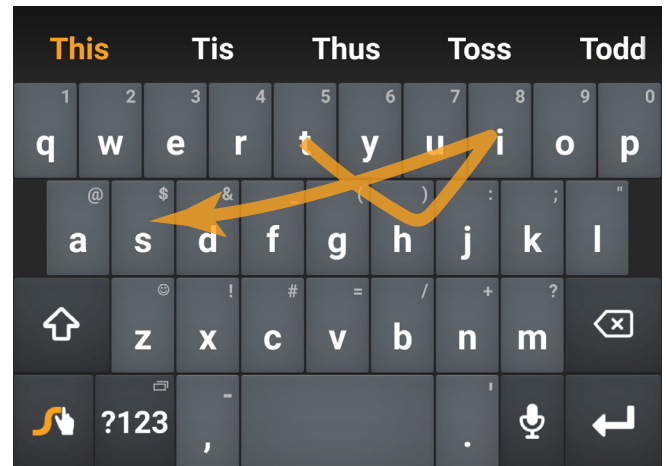 This Tis Thus Toss Todd
1 2 3 4 5 6 7 8 9 0
q w e r t y u i o p
@ $ & _ ( ) : ; "
a s d f g h j k l
☺ ! # = / + ?
z x c v b n m
?123 - , ' .